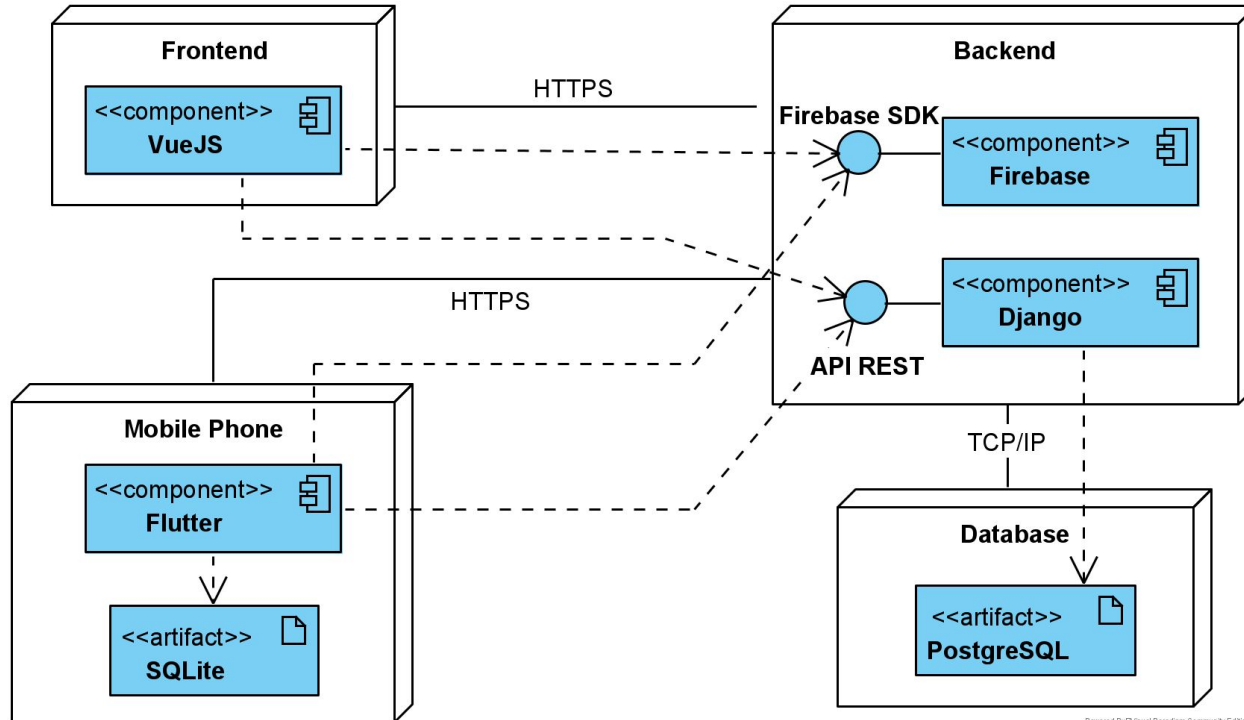 Frontend
<<component>>
VueJS
HTTPS
Backend
Firebase SDK
<<component>>
Firebase
<<component>>
Django
API REST
HTTPS
Mobile Phone
<<component>>
Flutter
<<artifact>>
SQLite
TCP/IP
Database
<<artifact>>
PostgreSQL